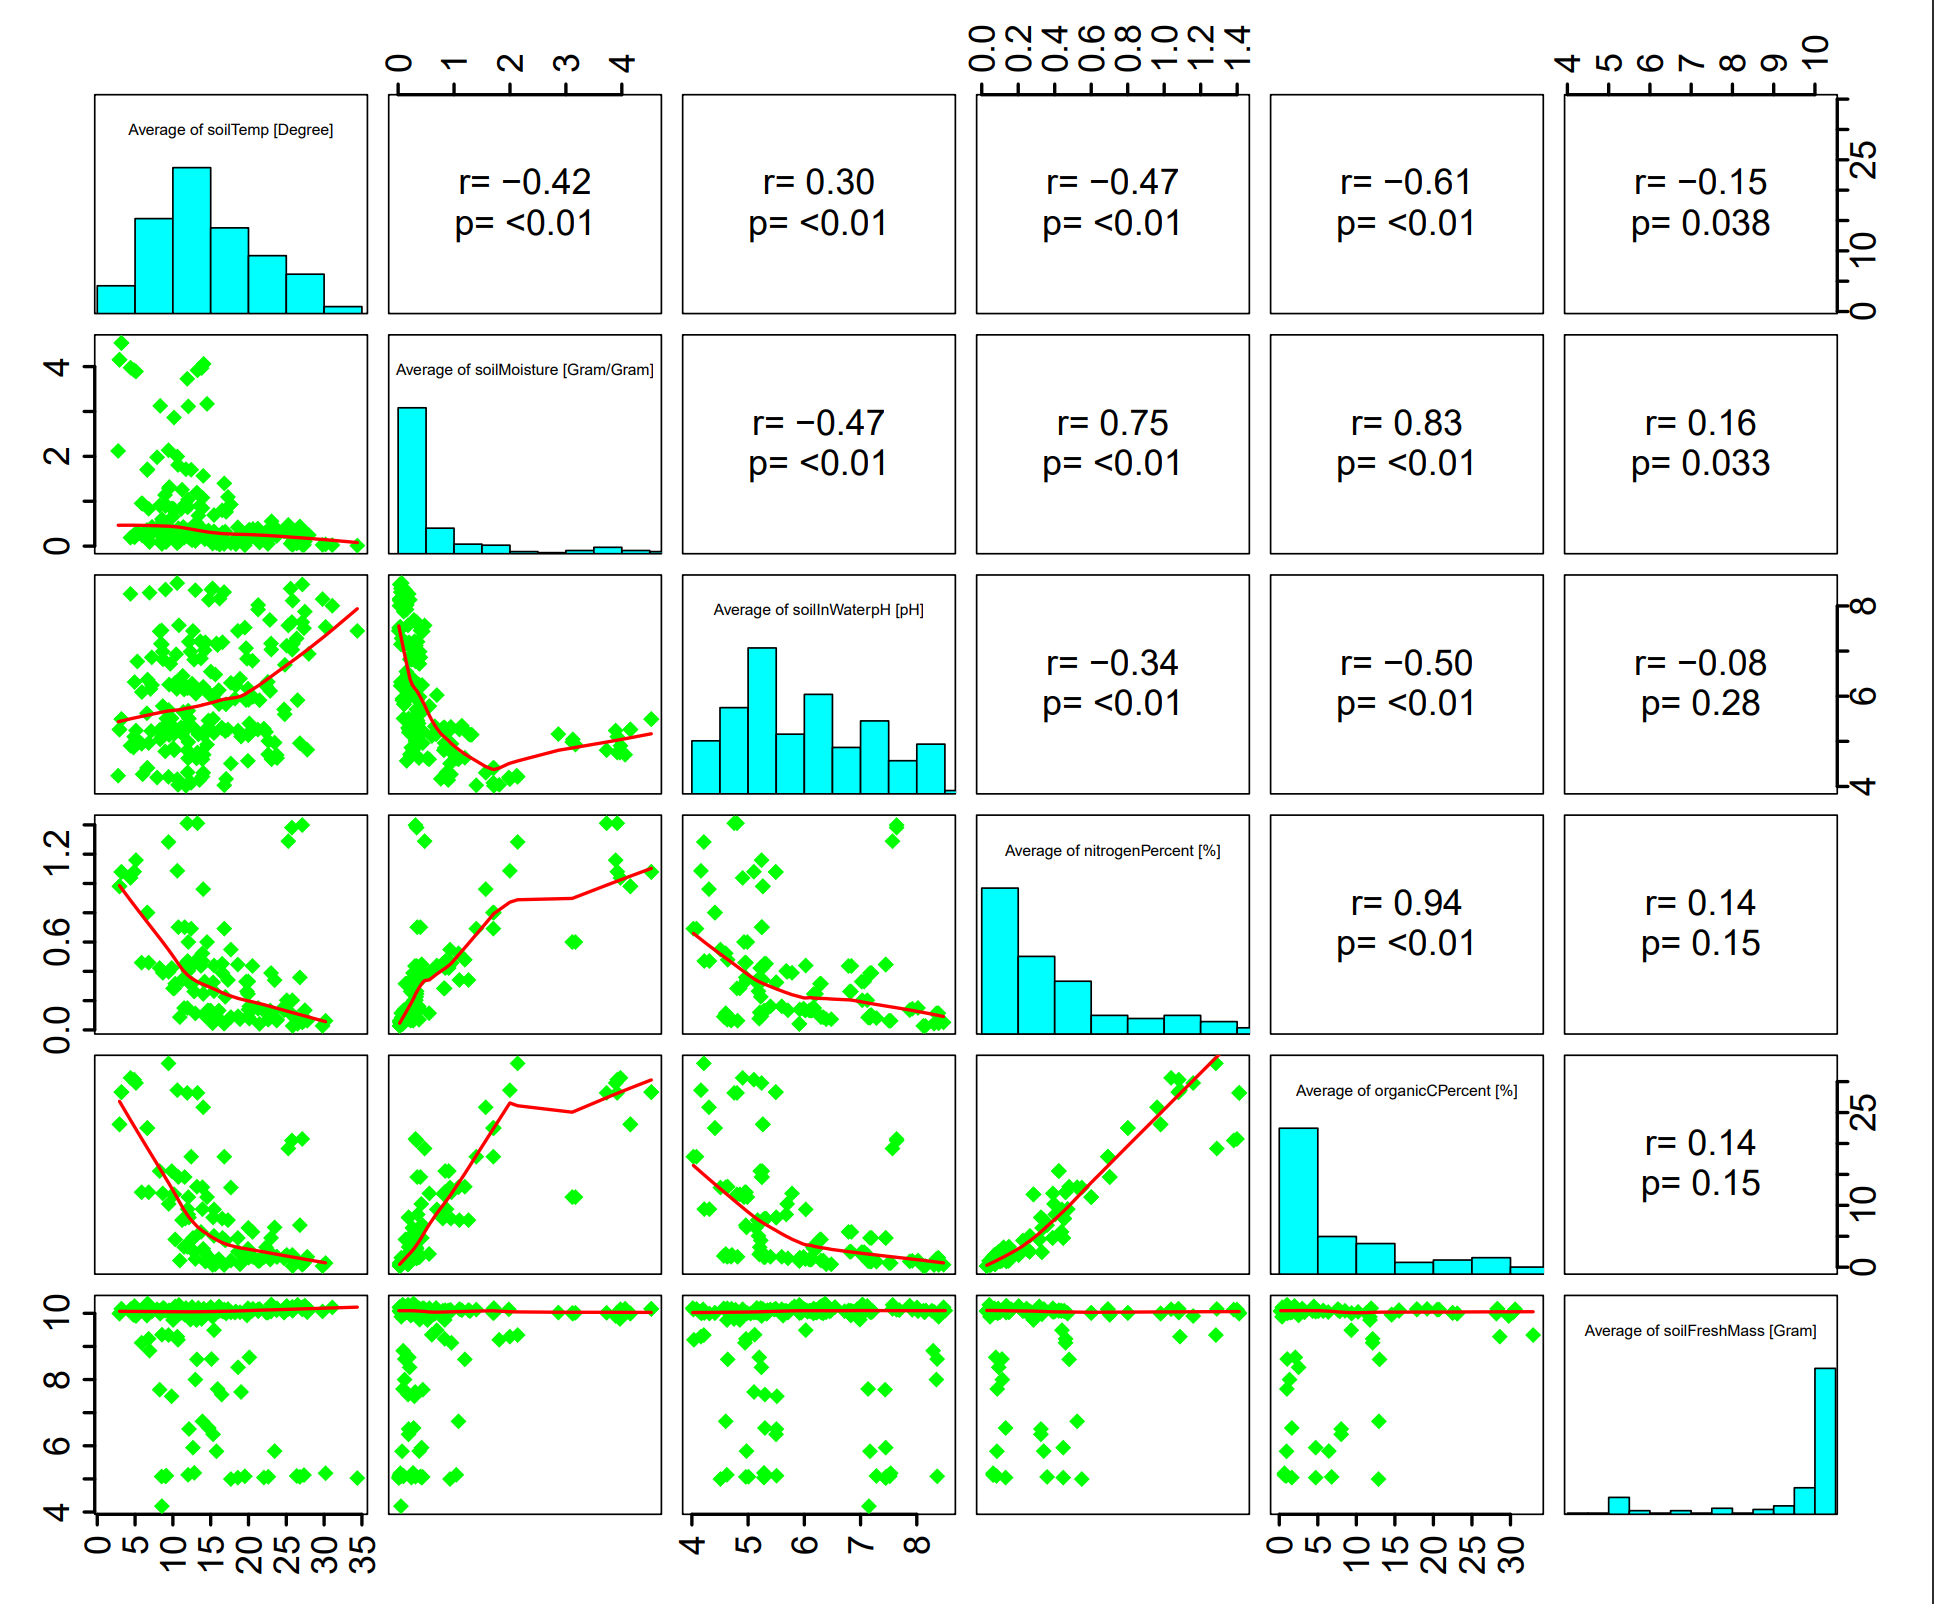 0 1 2 3 4
0.0 0.2 0.4 0.6 0.8 1.0 1.2 1.4
4 5 6 7 8 9 10
Average of soilTemp [Degree]
r= −0.42
p= <0.01
r= 0.30
p= <0.01
r= −0.47
p= <0.01
r= −0.61
p= <0.01
r= −0.15
p= 0.038
0 10 25
0 2 4
Average of soilMoisture [Gram/Gram]
r= −0.47
p= <0.01
r= 0.75
p= <0.01
r= 0.83
p= <0.01
r= 0.16
p= 0.033
Average of soilInWaterpH [pH]
r= −0.34
p= <0.01
r= −0.50
p= <0.01
r= −0.08
p= 0.28
4 6 8
0.0 0.6 1.2
Average of nitrogenPercent [%]
r= 0.94
p= <0.01
r= 0.14
p= 0.15
Average of organicCPercent [%]
r= 0.14
p= 0.15
0 10 25
4 6 8 10
Average of soilFreshMass [Gram]
0 5 10 15 20 25 30 35
4 5 6 7 8
0 5 10 15 20 25 30